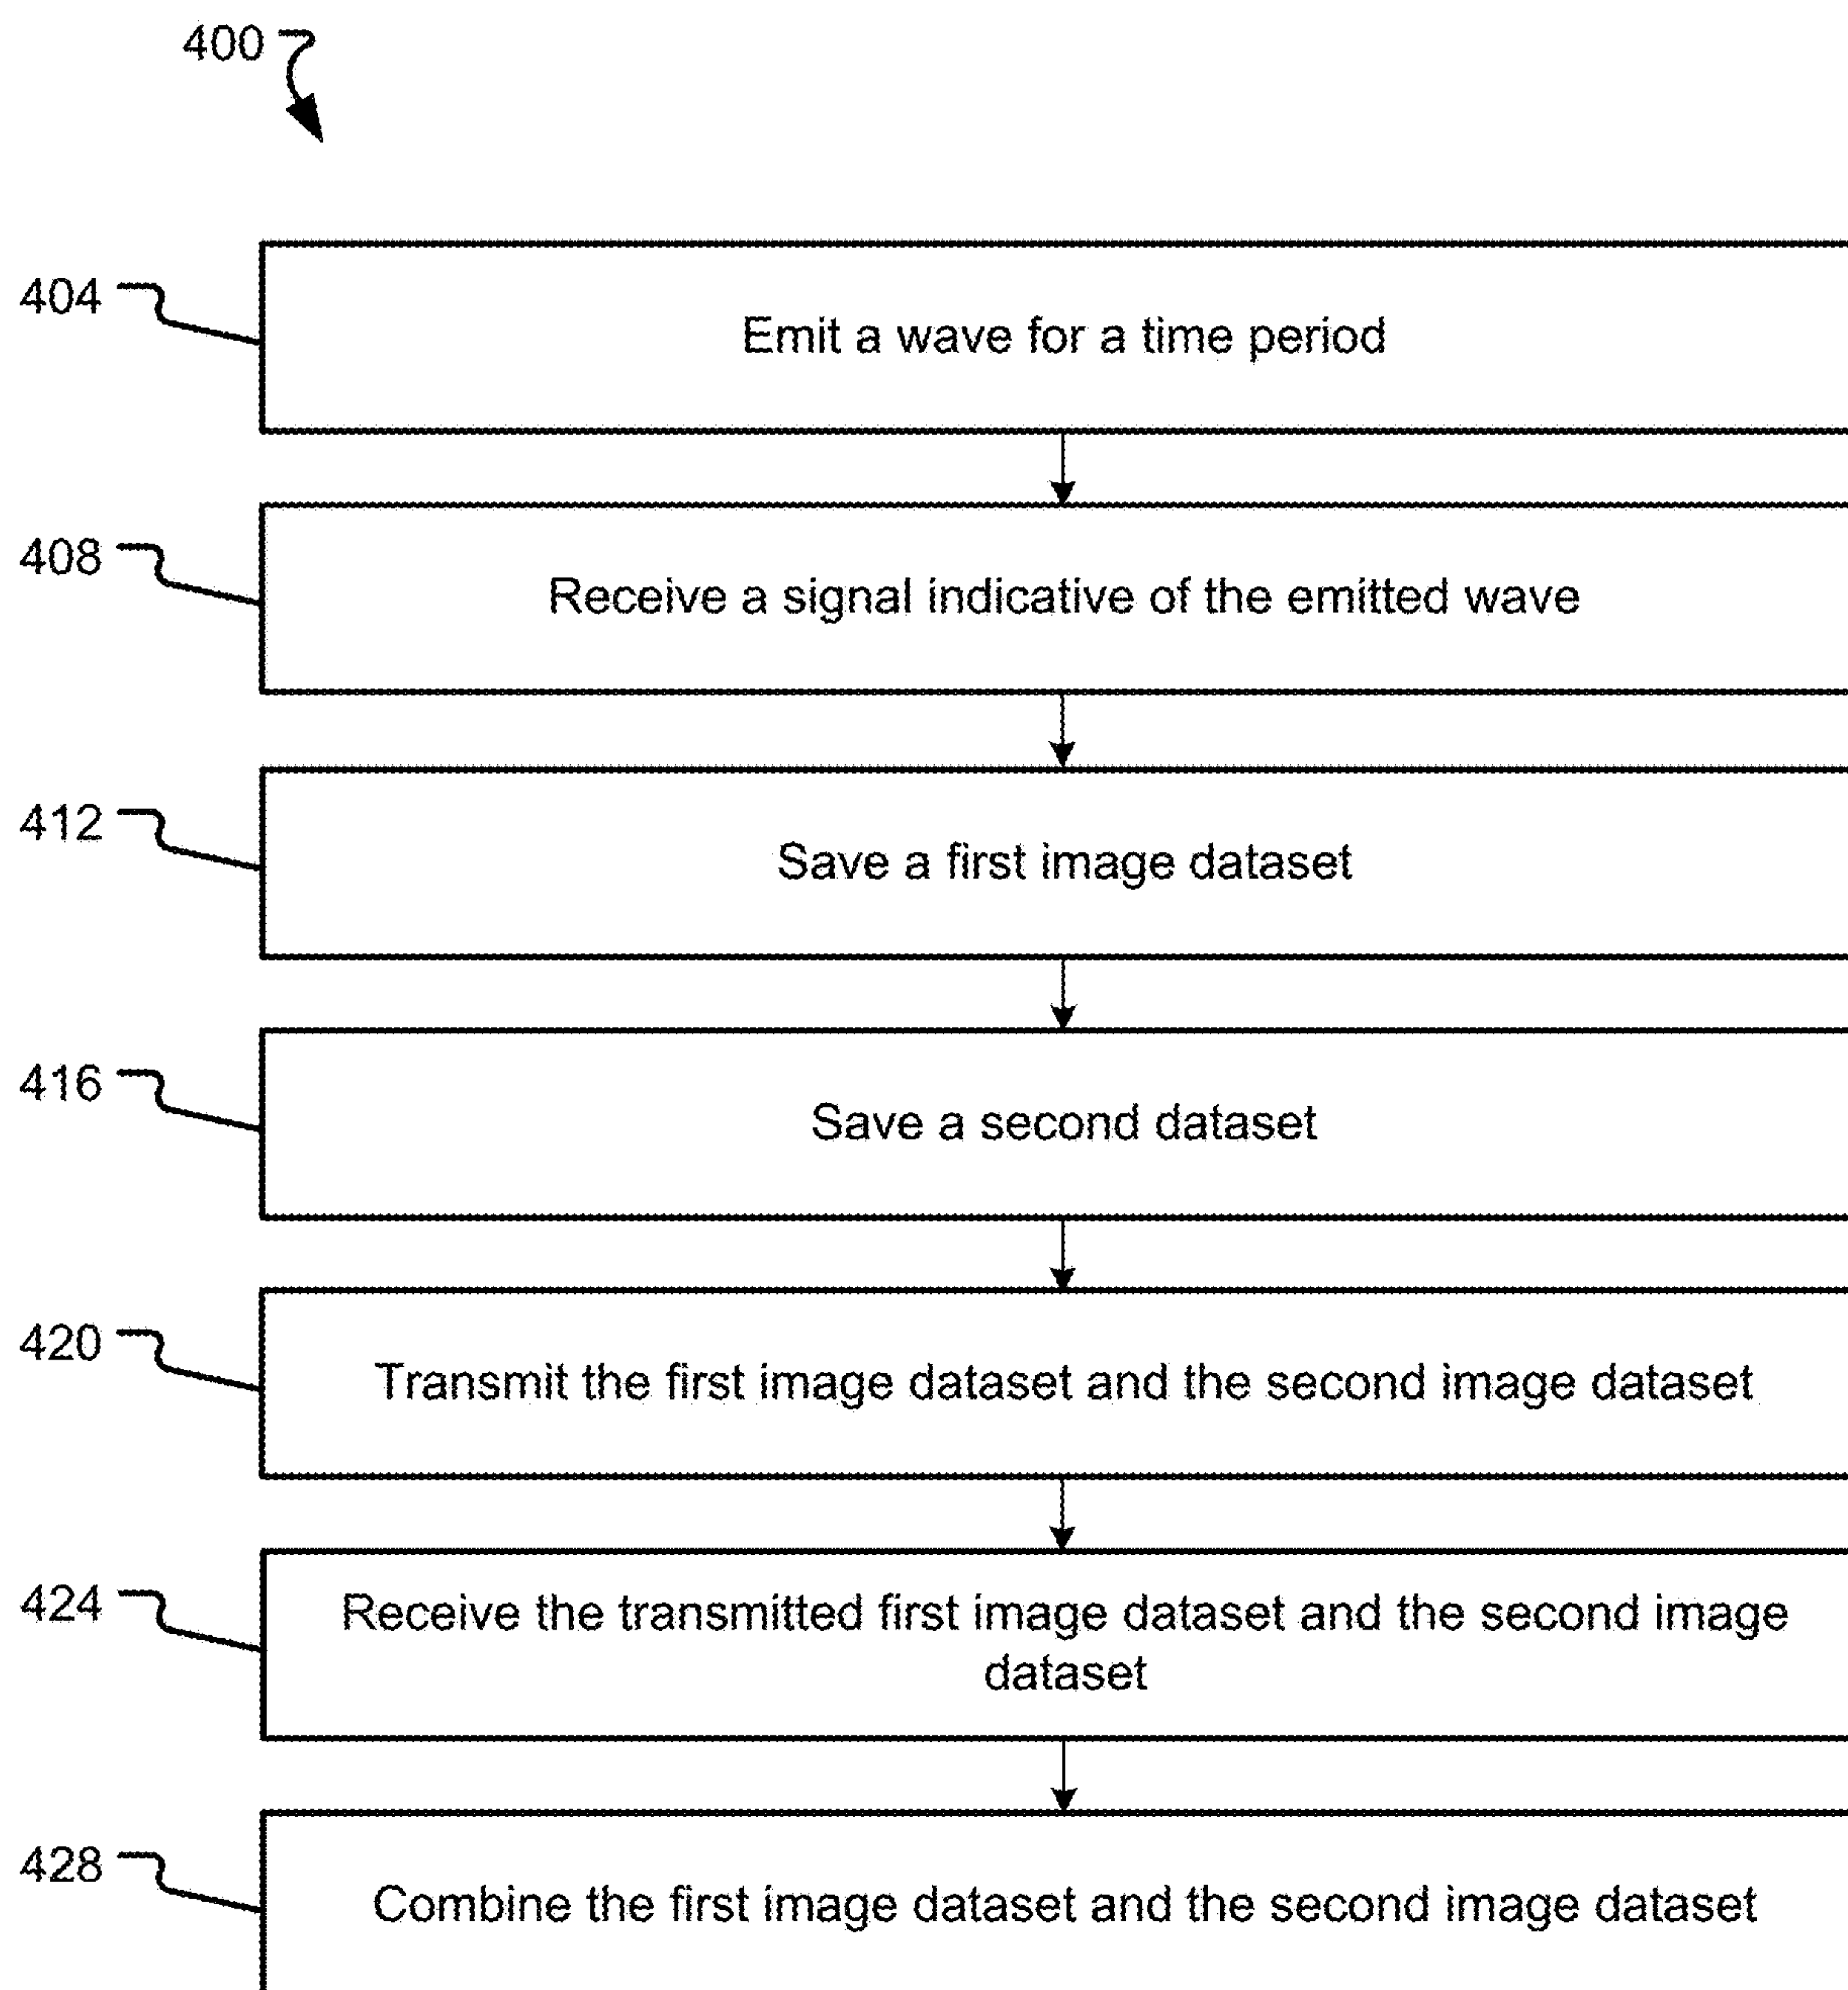 400
404
Emit a wave for a time period
408
Receive a signal indicative of the emitted wave
412
Save a first image dataset
416
Save a second dataset
420
Transmit the first image dataset and the second image dataset
424
Receive the transmitted first image dataset and the second image
dataset
428
Combine the first image dataset and the second image dataset